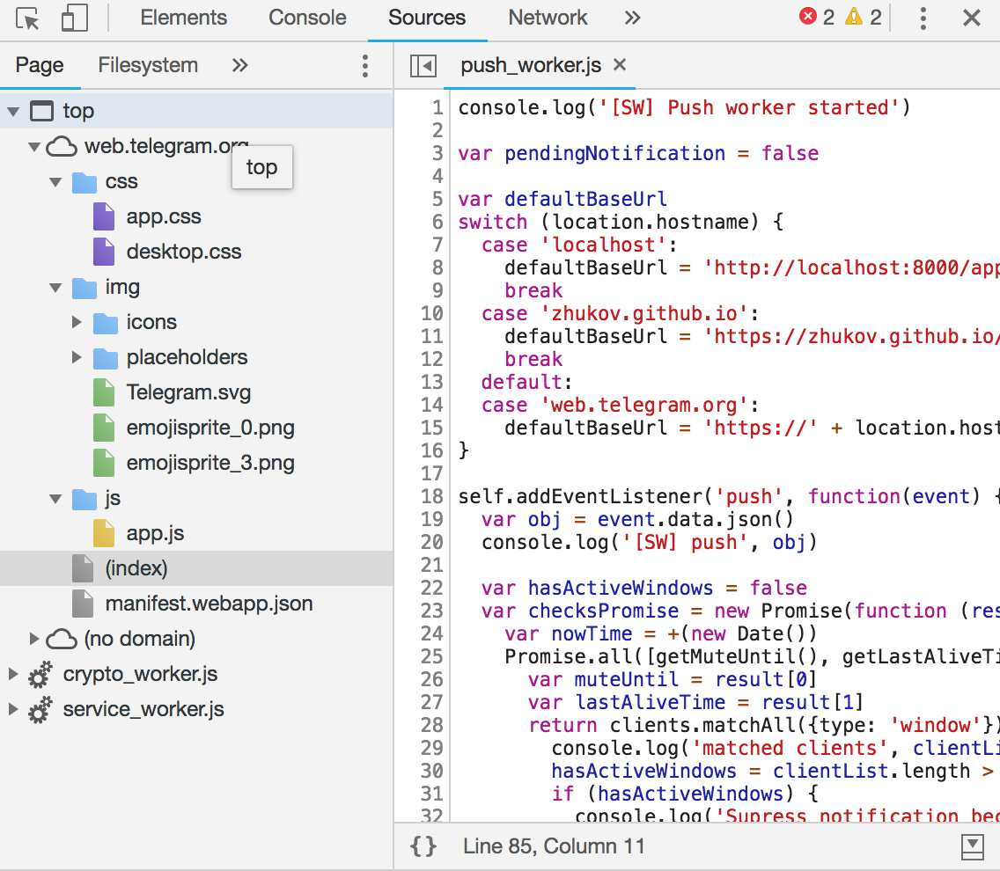 Elements Console Sources Network » 2 2
Page Filesystem »
push_worker.js ×
top
web.telegram.org
top
css
app.css
desktop.css
img
icons
placeholders
Telegram.svg
emojisprite_0.png
emojisprite_3.png
js
app.js
(index)
manifest.webapp.json
(no domain)
crypto_worker.js
service_worker.js
1 console.log('[SW] Push worker started')
2
3 var pendingNotification = false
4
5 var defaultBaseUrl
6 switch (location.hostname) {
7 case 'localhost':
8 defaultBaseUrl = 'http://localhost:8000/app
9 break
10 case 'zhukov.github.io':
11 defaultBaseUrl = 'https://zhukov.github.io/
12 break
13 default:
14 case 'web.telegram.org':
15 defaultBaseUrl = 'https://' + location.host
16 }
17
18 self.addEventListener('push', function(event) {
19 var obj = event.data.json()
20 console.log('[SW] push', obj)
21
22 var hasActiveWindows = false
23 var checksPromise = new Promise(function (res
24 var nowTime = +(new Date())
25 Promise.all([getMuteUntil(), getLastAliveTi
26 var muteUntil = result[0]
27 var lastAliveTime = result[1]
28 return clients.matchAll({type: 'window'})
29 console.log('matched clients', clientLi
30 hasActiveWindows = clientList.length >
31 if (hasActiveWindows) {
32 console.log('Supress notification bec
{} Line 85, Column 11